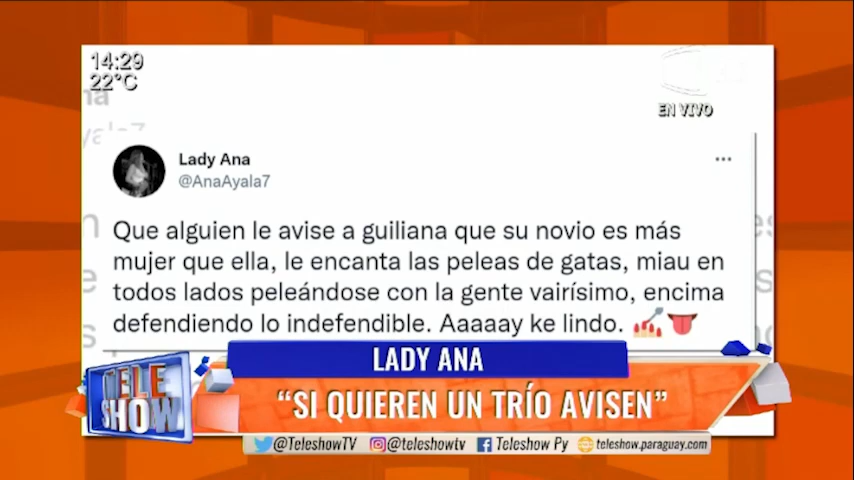 14:29
22°C
EN VIVO
Lady Ana
@AnaAyala7
Que alguien le avise a guiliana que su novio es más
mujer que ella, le encanta las peleas de gatas, miau en
todos lados peleándose con la gente vairísimo, encima
defendiendo lo indefendible. Aaaaay ke lindo. 💅👅
LADY ANA
TELE
SHOW
“SI QUIEREN UN TRÍO AVISEN”
@TeleshowTV @teleshowtv Teleshow Py teleshow.paraguay.com